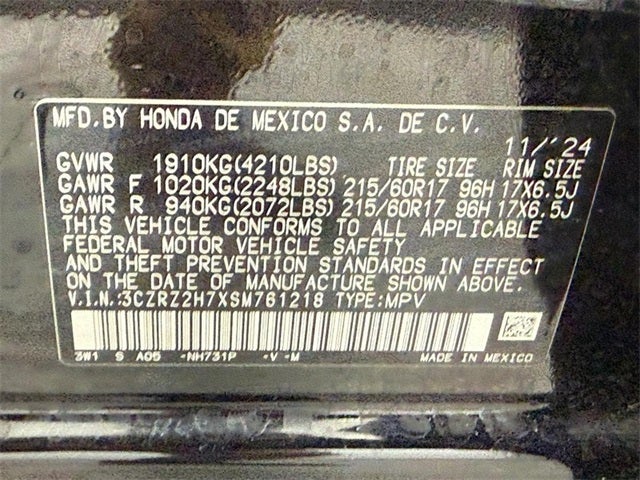 MFD. BY HONDA DE MEXICO S.A. DE C.V.
11/'24
GVWR 1910KG(4210LBS) TIRE SIZE RIM SIZE
GAWR F 1020KG(2248LBS) 215/60R17 96H 17X6.5J
GAWR R 940KG(2072LBS) 215/60R17 96H 17X6.5J
THIS VEHICLE CONFORMS TO ALL APPLICABLE
FEDERAL MOTOR VEHICLE SAFETY
AND THEFT PREVENTION STANDARDS IN EFFECT
ON THE DATE OF MANUFACTURE SHOWN ABOVE.
V.I.N.:3CZRZ2H7XSM761218 TYPE:MPV
3W1 S A05 -NH731P -V -M MADE IN MEXICO